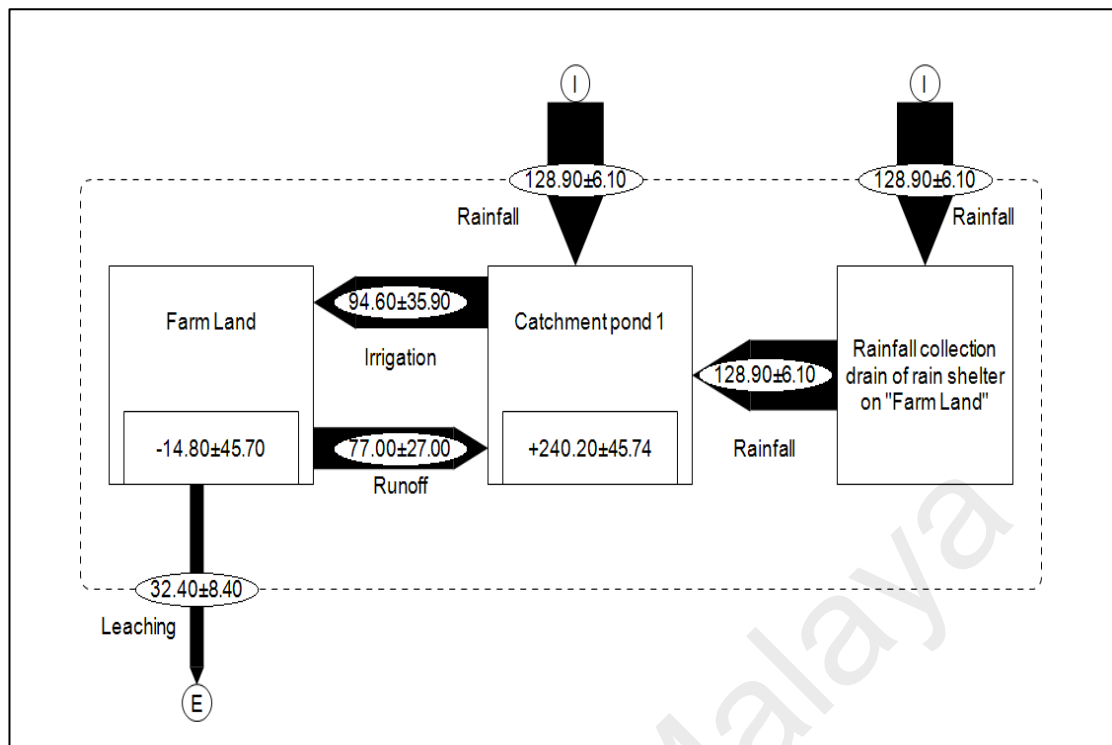 I
I
128.90±6.10
128.90±6.10
Rainfall
Rainfall
94.60±35.90
Farm Land
Catchment pond 1
Irrigation
Rainfall collection
drain of rain shelter
on "Farm Land"
128.90±6.10
Rainfall
-14.80±45.70
77.00±27.00
+240.20±45.74
Runoff
32.40±8.40
Leaching
E
Malaya